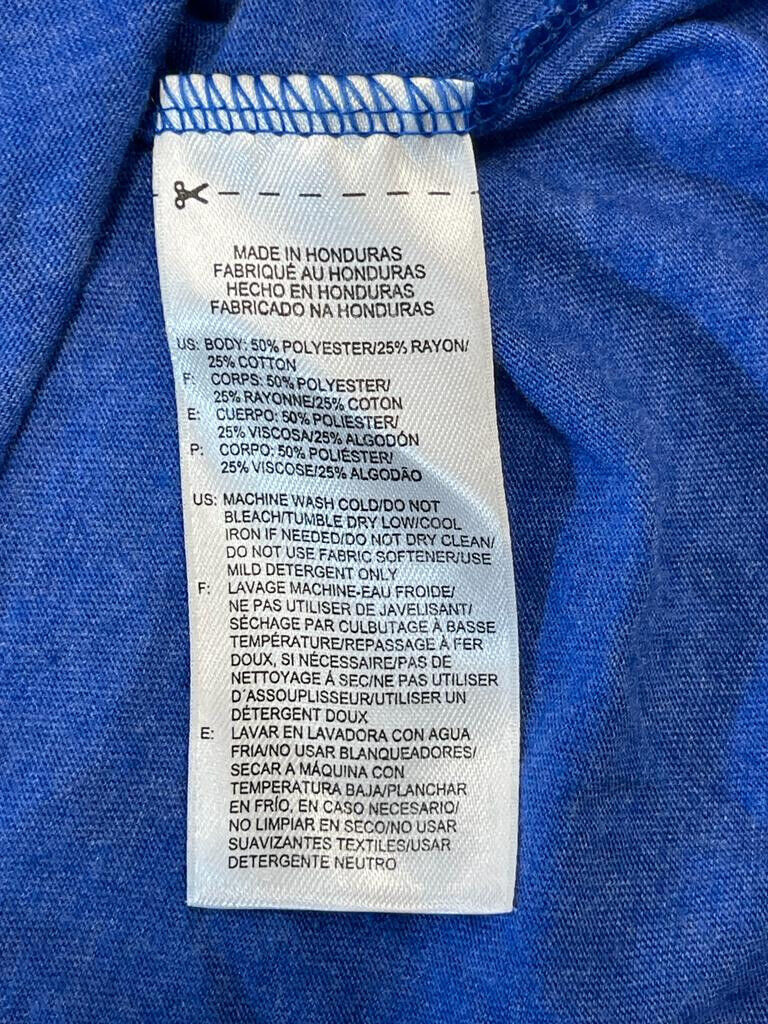 MADE IN HONDURAS
FABRIQUÉ AU HONDURAS
HECHO EN HONDURAS
FABRICADO NA HONDURAS
US: BODY: 50% POLYESTER/25% RAYON/
25% COTTON
F: CORPS: 50% POLYESTER/
25% RAYONNE/25% COTON
E: CUERPO: 50% POLIESTER/
25% VISCOSA/25% ALGODÓN
P: CORPO: 50% POLIÉSTER/
25% VISCOSE/25% ALGODÃO
US: MACHINE WASH COLD/DO NOT
BLEACH/TUMBLE DRY LOW/COOL
IRON IF NEEDED/DO NOT DRY CLEAN/
DO NOT USE FABRIC SOFTENER/USE
MILD DETERGENT ONLY
F: LAVAGE MACHINE-EAU FROIDE/
NE PAS UTILISER DE JAVELISANT/
SÉCHAGE PAR CULBUTAGE À BASSE
TEMPÉRATURE/REPASSAGE À FER
DOUX, SI NÉCESSAIRE/PAS DE
NETTOYAGE Á SEC/NE PAS UTILISER
D´ASSOUPLISSEUR/UTILISER UN
DÉTERGENT DOUX
E: LAVAR EN LAVADORA CON AGUA
FRIA/NO USAR BLANQUEADORES/
SECAR A MÁQUINA CON
TEMPERATURA BAJA/PLANCHAR
EN FRÍO, EN CASO NECESARIO/
NO LIMPIAR EN SECO/NO USAR
SUAVIZANTES TEXTILES/USAR
DETERGENTE NEUTRO